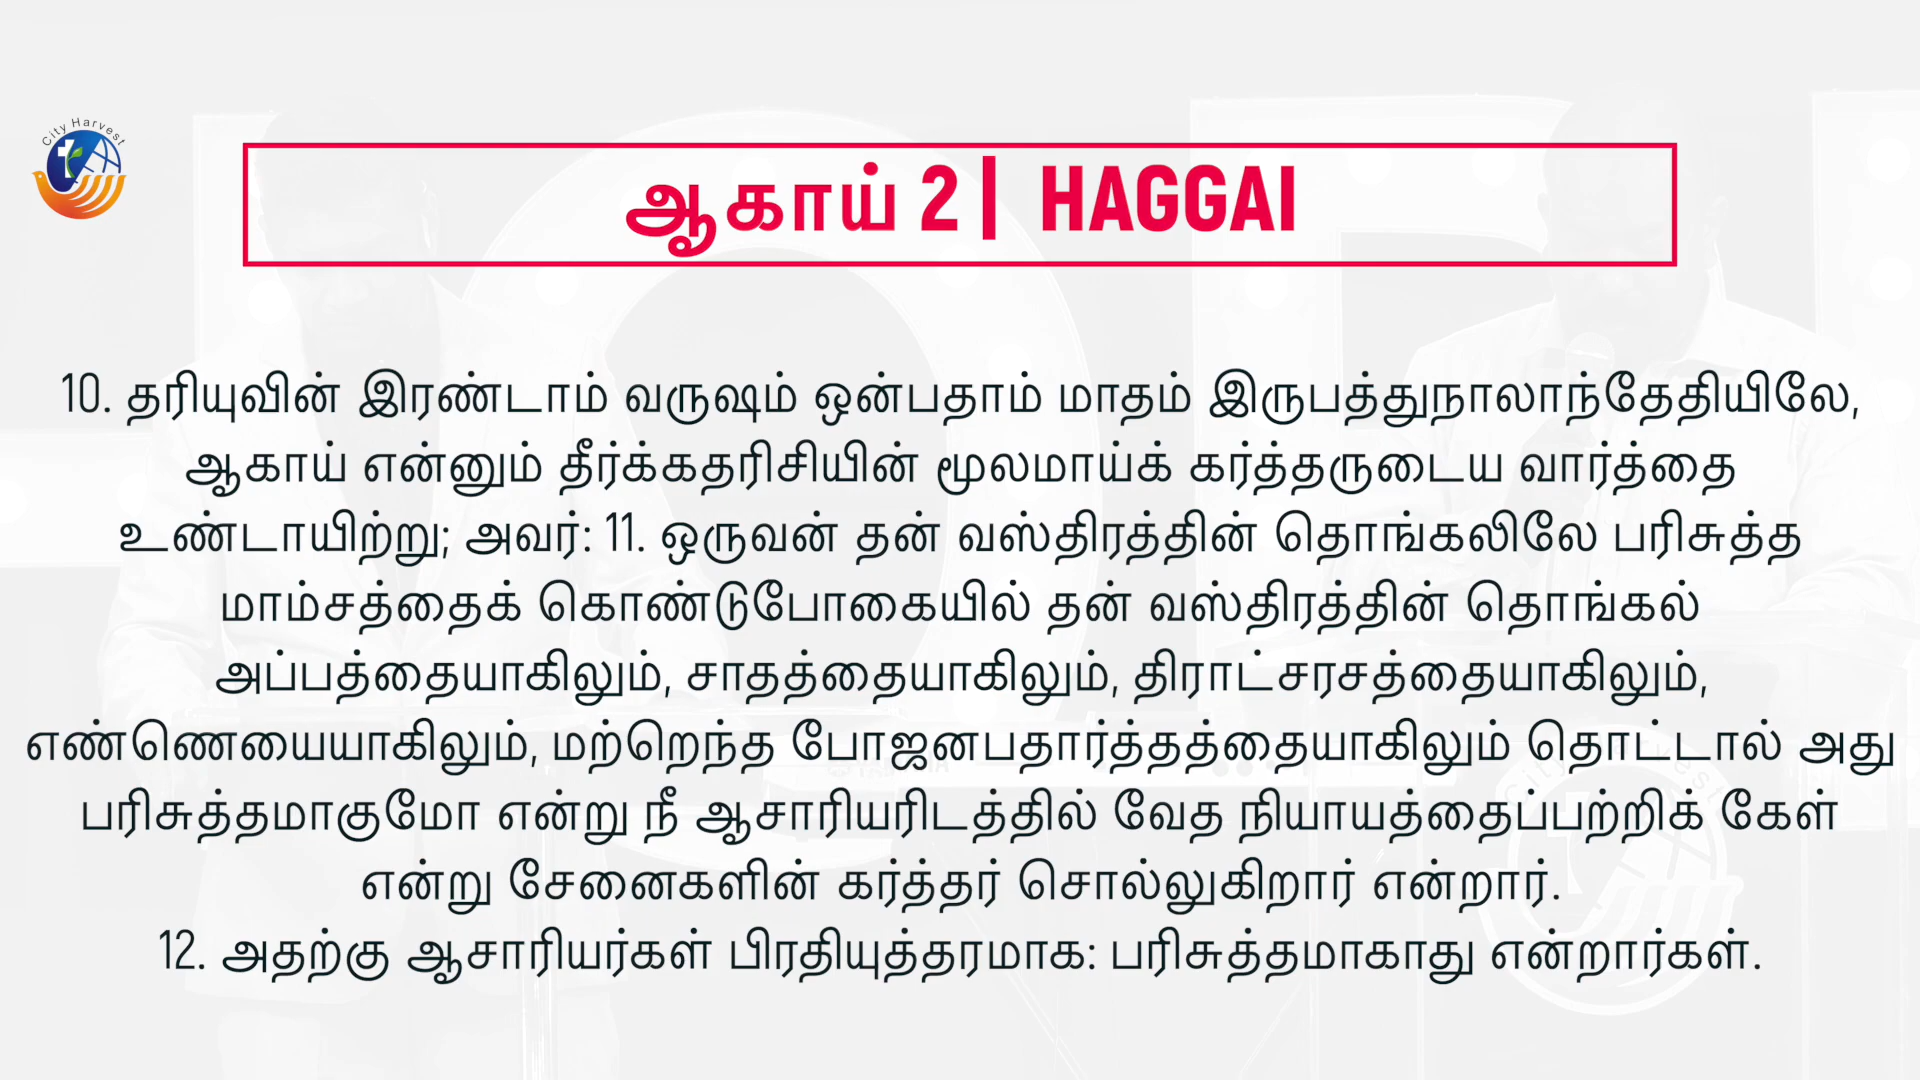 City Harvest
ஆகாய் 2 | HAGGAI
10. தரியுவின் இரண்டாம் வருஷம் ஒன்பதாம் மாதம் இருபத்துநாலாந்தேதியிலே,
ஆகாய் என்னும் தீர்க்கதரிசியின் மூலமாய்க் கர்த்தருடைய வார்த்தை
உண்டாயிற்று; அவர்: 11. ஒருவன் தன் வஸ்திரத்தின் தொங்கலிலே பரிசுத்த
மாம்சத்தைக் கொண்டுபோகையில் தன் வஸ்திரத்தின் தொங்கல்
அப்பத்தையாகிலும், சாதத்தையாகிலும், திராட்சரசத்தையாகிலும்,
எண்ணெயையாகிலும், மற்றெந்த போஜனபதார்த்தத்தையாகிலும் தொட்டால் அது
பரிசுத்தமாகுமோ என்று நீ ஆசாரியரிடத்தில் வேத நியாயத்தைப்பற்றிக் கேள்
என்று சேனைகளின் கர்த்தர் சொல்லுகிறார் என்றார்.
12. அதற்கு ஆசாரியர்கள் பிரதியுத்தரமாக: பரிசுத்தமாகாது என்றார்கள்.